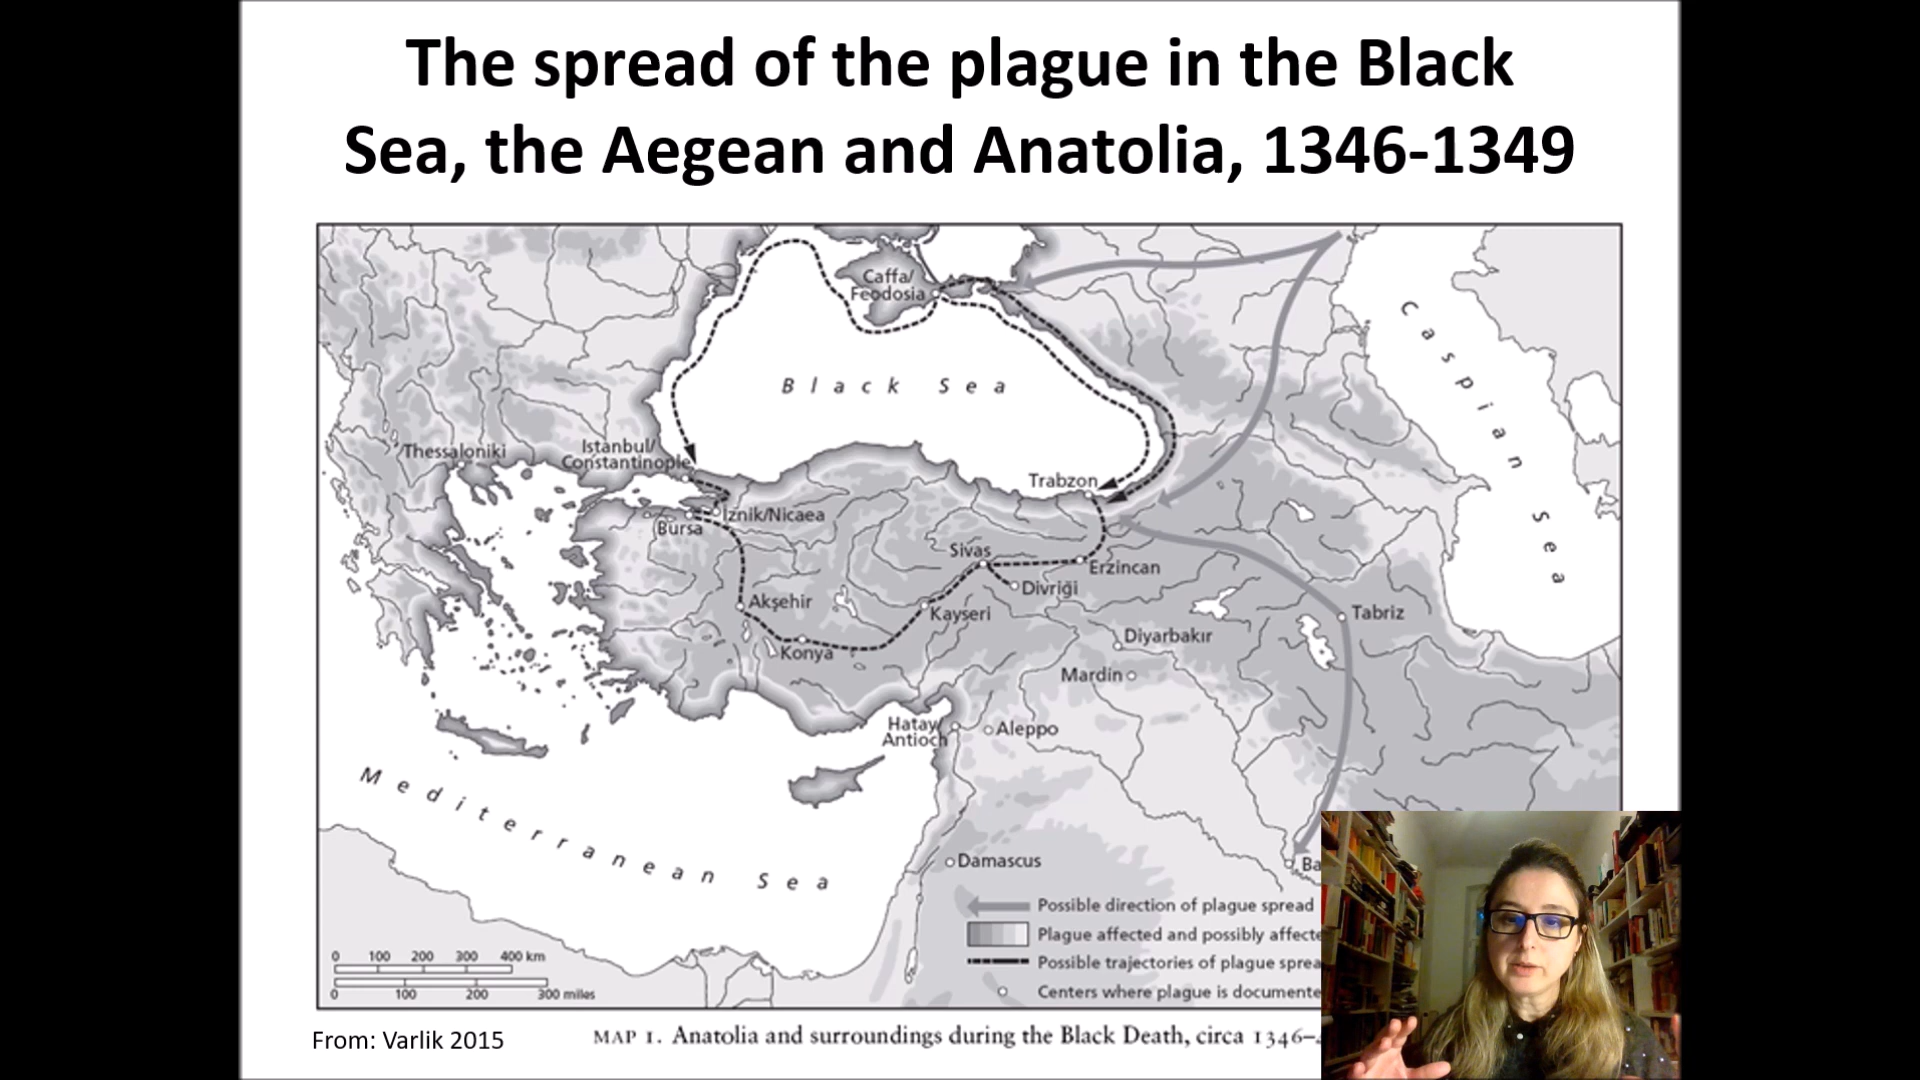 The spread of the plague in the Black
Sea, the Aegean and Anatolia, 1346-1349
Caffa/
Feodosia
Caspian Sea
Black Sea
Thessaloniki
Istanbul/
Constantinople
Trabzon
İznik/Nicaea
Bursa
Sivas
Erzincan
Divriği
Akşehir
Kayseri
Tabriz
Diyarbakır
Konya
Mardin
Hatay/
Antioch
Aleppo
Mediterranean Sea
Damascus
Ba
Possible direction of plague spread
Plague affected and possibly affecte
Possible trajectories of plague sprea
Centers where plague is documente
0 100 200 300 400 km
0 100 200 300 miles
From: Varlik 2015
MAP 1. Anatolia and surroundings during the Black Death, circa 1346–